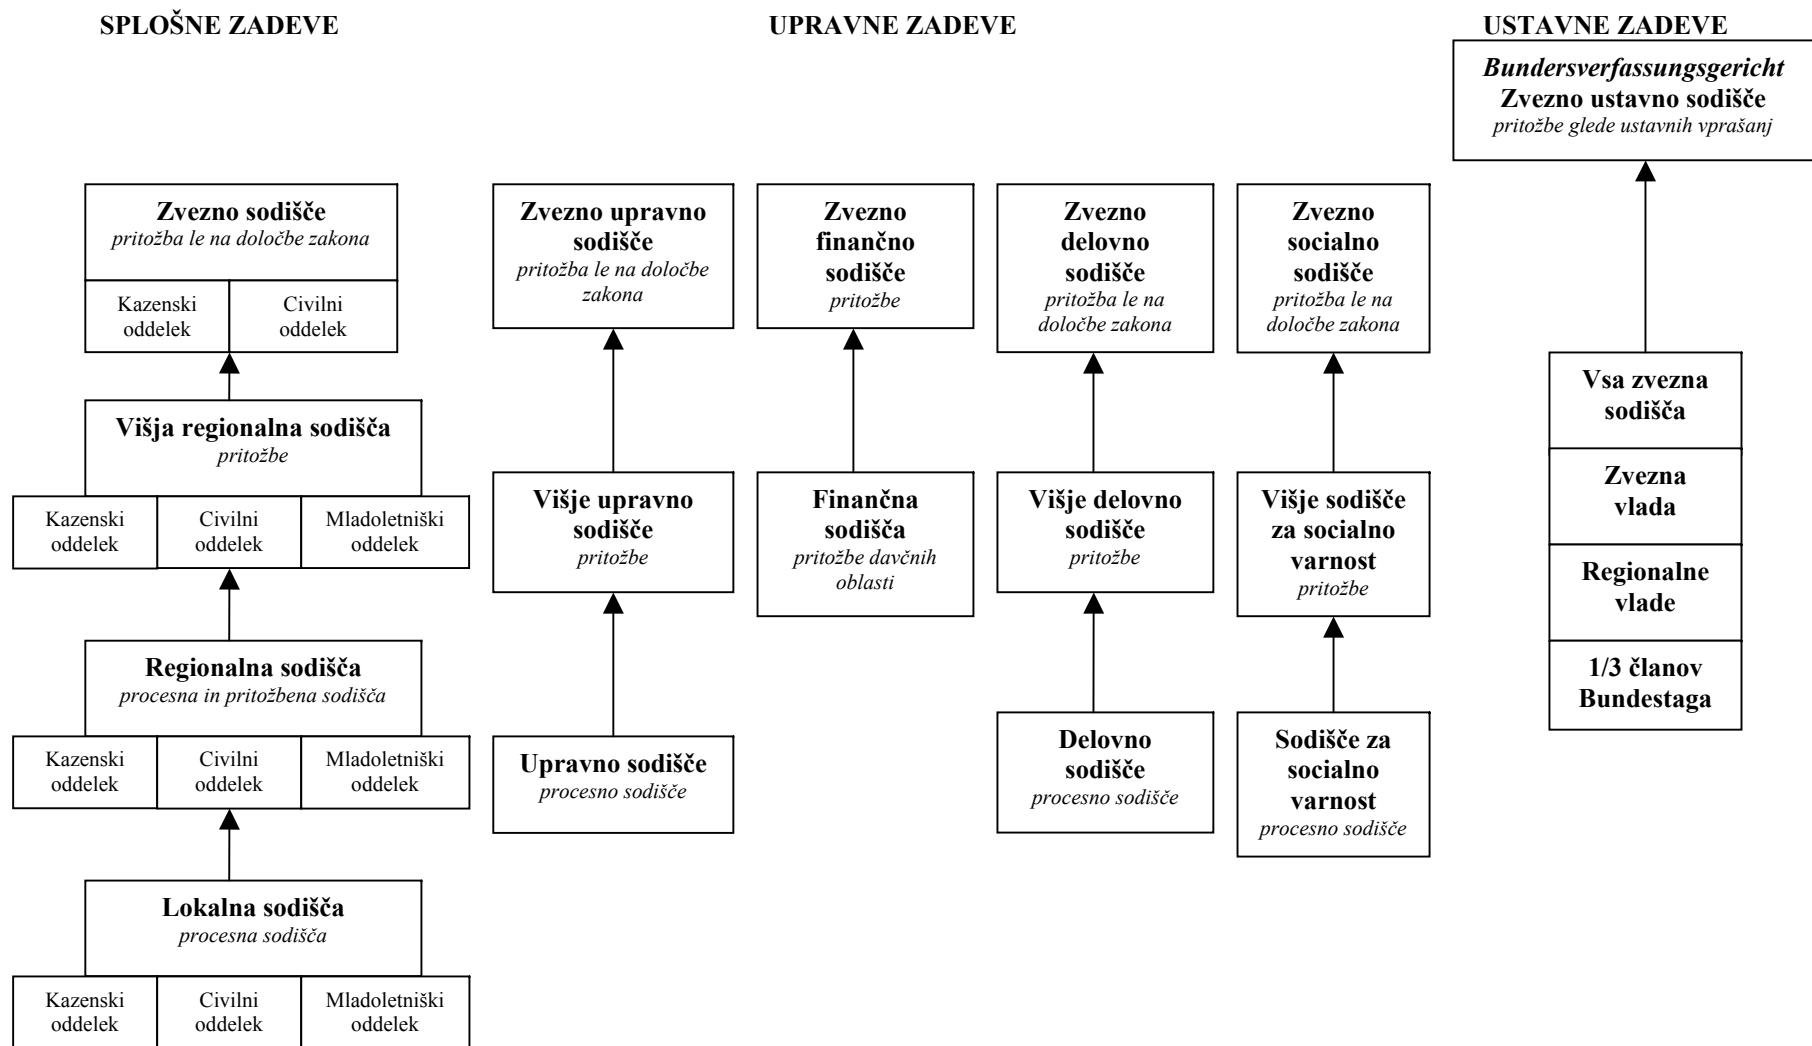 SPLOŠNE ZADEVE
UPRAVNE ZADEVE
USTAVNE ZADEVE
Bundersverfassungsgericht
Zvezno ustavno sodišče
pritožbe glede ustavnih vprašanj
Zvezno sodišče
pritožba le na določbe zakona
Kazenski
oddelek
Civilni
oddelek
Višja regionalna sodišča
pritožbe
Kazenski
oddelek
Civilni
oddelek
Mladoletniški
oddelek
Regionalna sodišča
procesna in pritožbena sodišča
Kazenski
oddelek
Civilni
oddelek
Mladoletniški
oddelek
Lokalna sodišča
procesna sodišča
Kazenski
oddelek
Civilni
oddelek
Mladoletniški
oddelek
Zvezno upravno
sodišče
pritožba le na določbe
zakona
Višje upravno
sodišče
pritožbe
Upravno sodišče
procesno sodišče
Zvezno
finančno
sodišče
pritožbe
Finančna
sodišča
pritožbe davčnih
oblasti
Zvezno
delovno
sodišče
pritožba le na
določbe zakona
Višje delovno
sodišče
pritožbe
Delovno
sodišče
procesno sodišče
Zvezno
socialno
sodišče
pritožba le na
določbe zakona
Višje sodišče
za socialno
varnost
pritožbe
Sodišče za
socialno
varnost
procesno sodišče
Vsa zvezna
sodišča
Zvezna
vlada
Regionalne
vlade
1/3 članov
Bundestaga